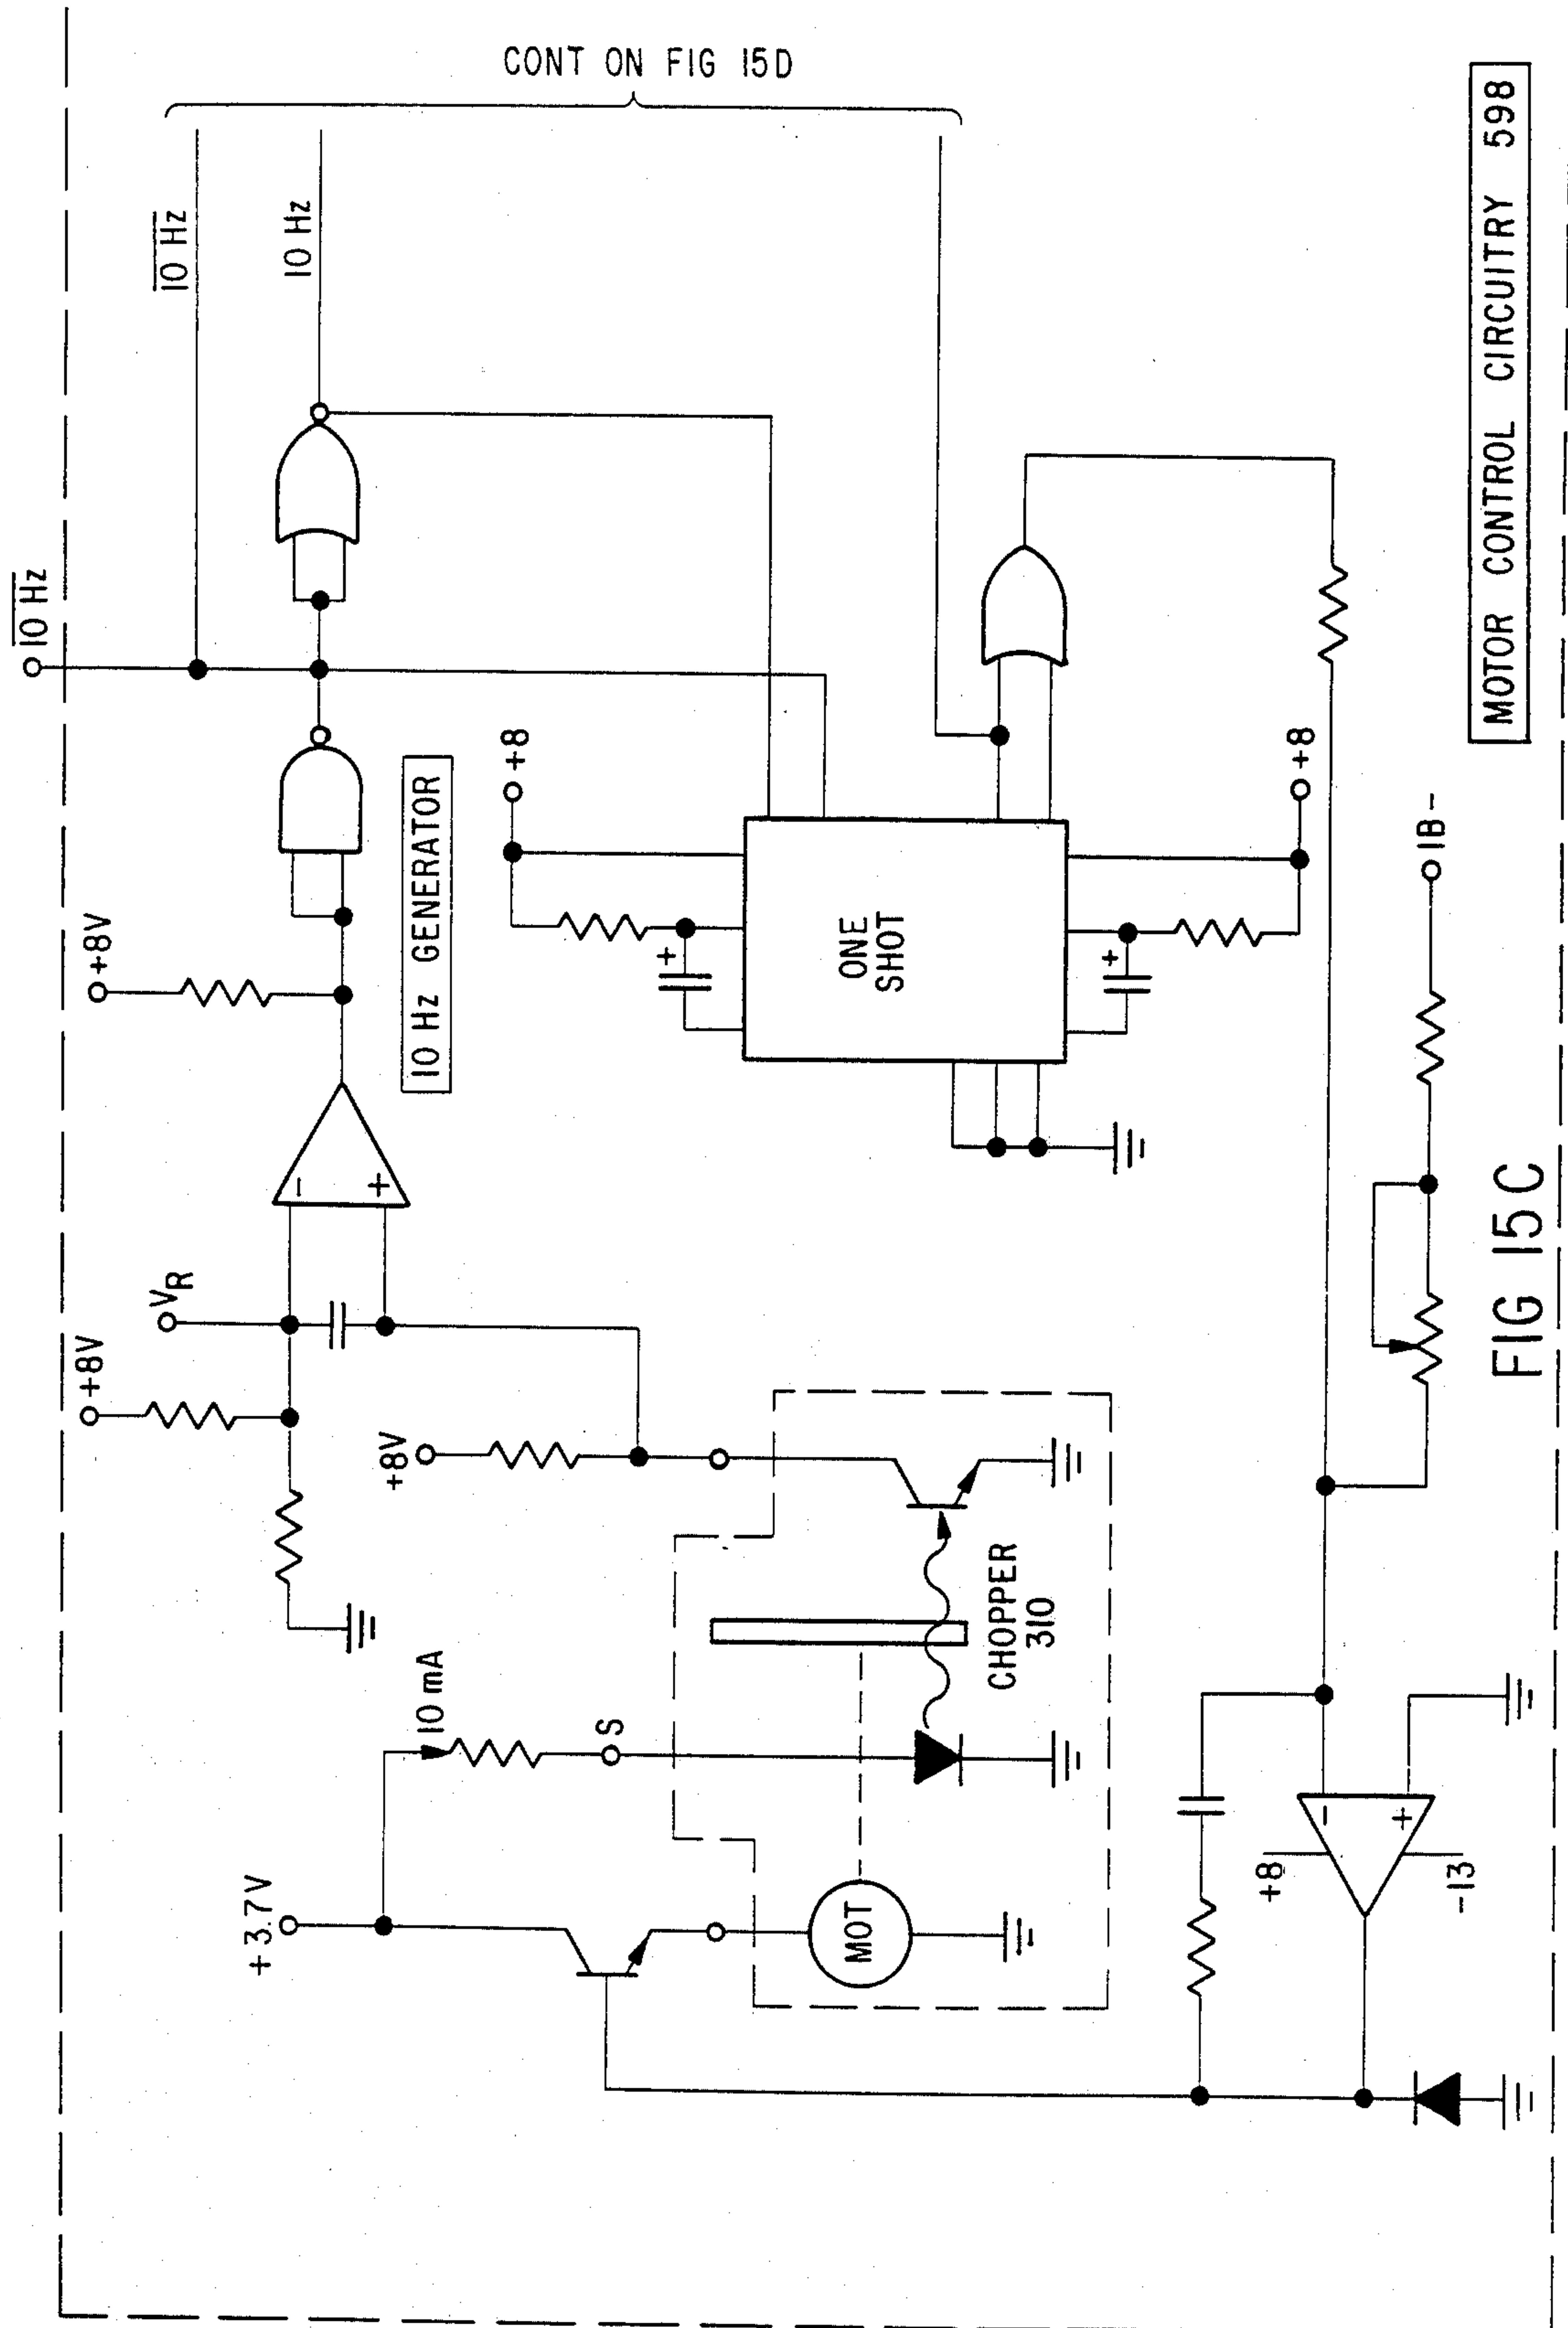 CONT ON FIG 15D
10 Hz
10 Hz
10 Hz
+8V
10 Hz GENERATOR
+8V
VR
-
+
+8V
+8
ONE
SHOT
+
+
+8
+3.7V
10 mA
S
MOT
CHOPPER
310
+8
-
+
-13
IB-
MOTOR CONTROL CIRCUITRY 598
FIG 15C